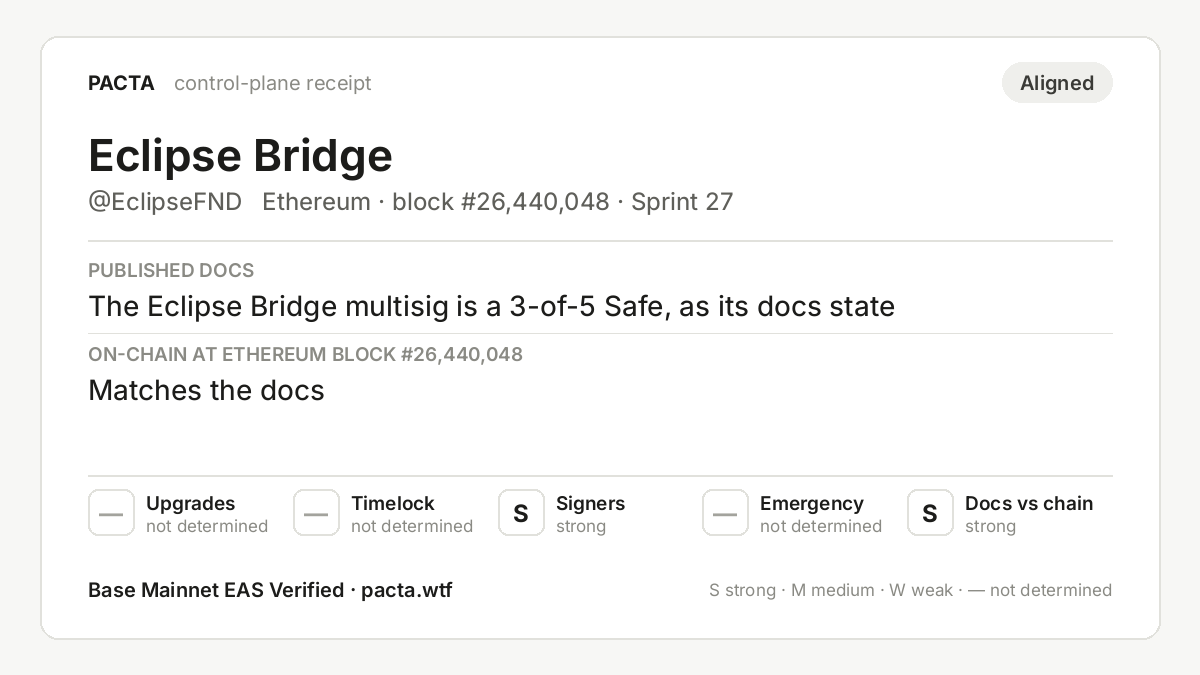 PACTA control-plane receipt Aligned
Eclipse Bridge
@EclipseFND Ethereum · block #26,440,048 · Sprint 27
PUBLISHED DOCS
The Eclipse Bridge multisig is a 3-of-5 Safe, as its docs state
ON-CHAIN AT ETHEREUM BLOCK #26,440,048
Matches the docs
— Upgrades
not determined
— Timelock
not determined
S Signers
strong
— Emergency
not determined
S Docs vs chain
strong
Base Mainnet EAS Verified · pacta.wtf
S strong · M medium · W weak · — not determined